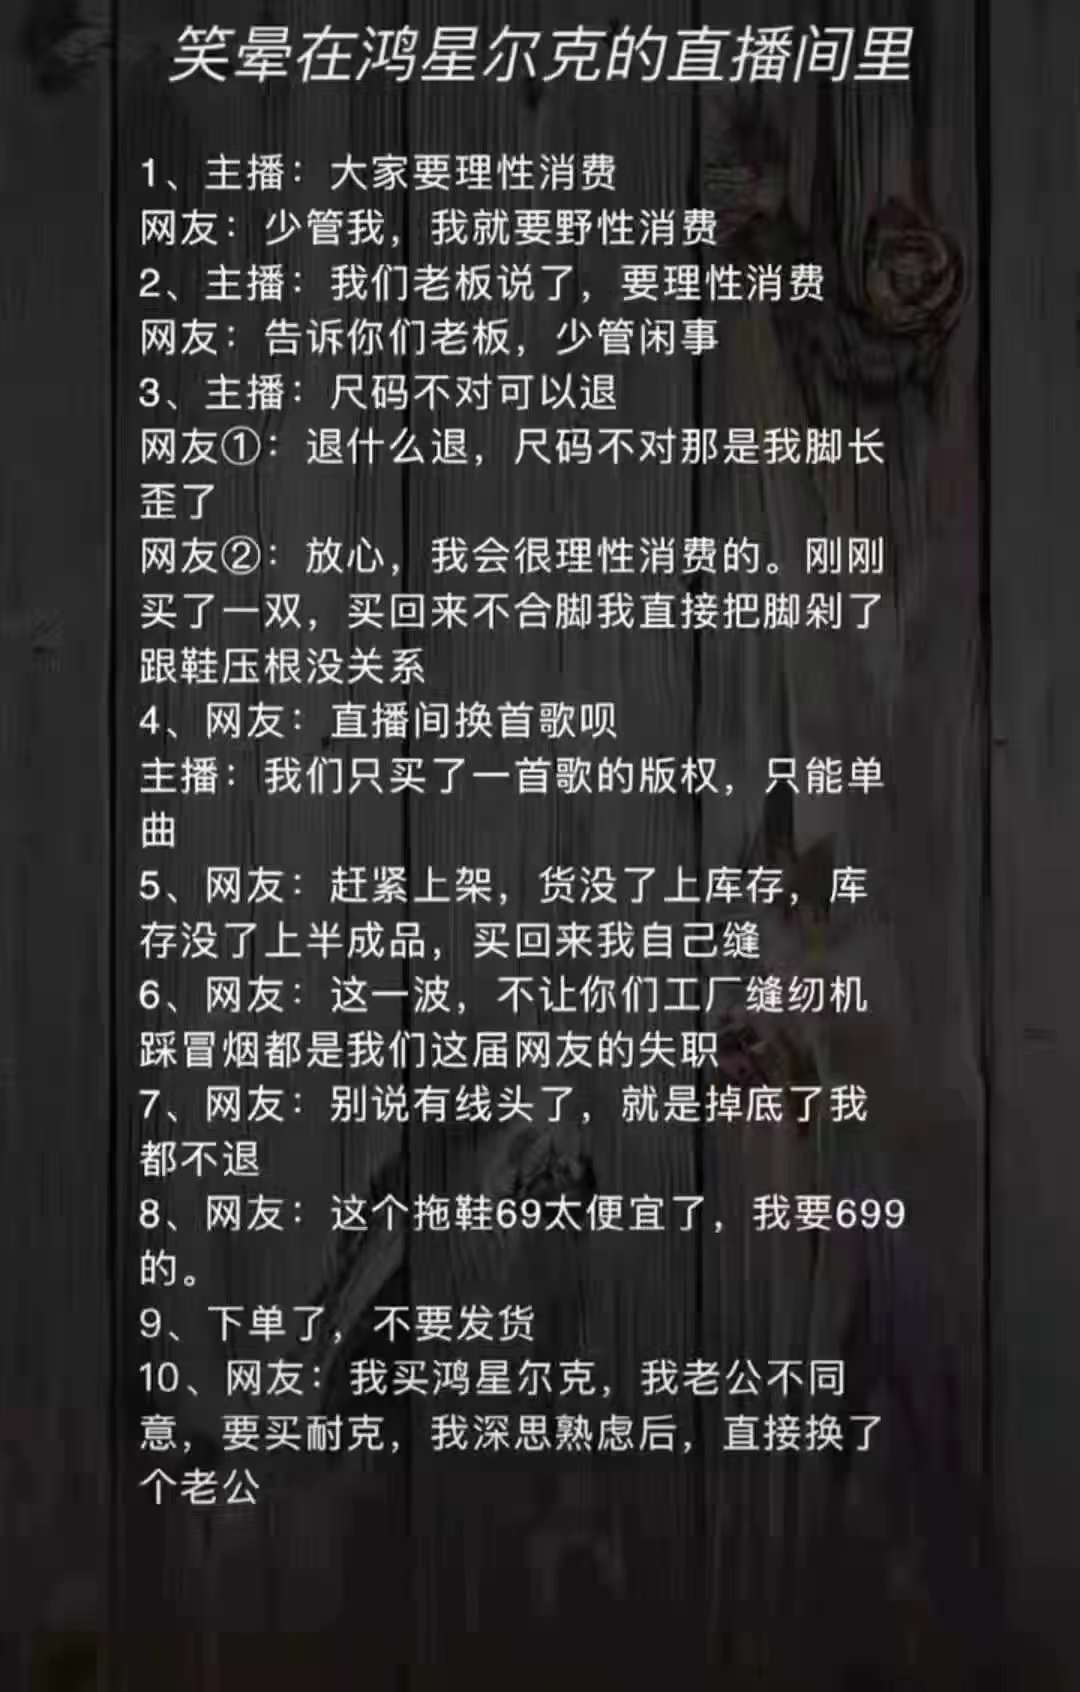 笑晕在鸿星尔克的直播间里
1、主播：大家要理性消费
网友：少管我，我就要野性消费
2、主播：我们老板说了，要理性消费
网友：告诉你们老板，少管闲事
3、主播：尺码不对可以退
网友①：退什么退，尺码不对那是我脚长
歪了
网友②：放心，我会很理性消费的。刚刚
买了一双，买回来不合脚我直接把脚剁了
跟鞋压根没关系
4、网友：直播间换首歌呗
主播：我们只买了一首歌的版权，只能单
曲
5、网友：赶紧上架，货没了上库存，库
存没了上半成品，买回来我自己缝
6、网友：这一波，不让你们工厂缝纫机
踩冒烟都是我们这届网友的失职
7、网友：别说有线头了，就是掉底了我
都不退
8、网友：这个拖鞋69太便宜了，我要699
的。
9、下单了，不要发货
10、网友：我买鸿星尔克，我老公不同
意，要买耐克，我深思熟虑后，直接换了
个老公